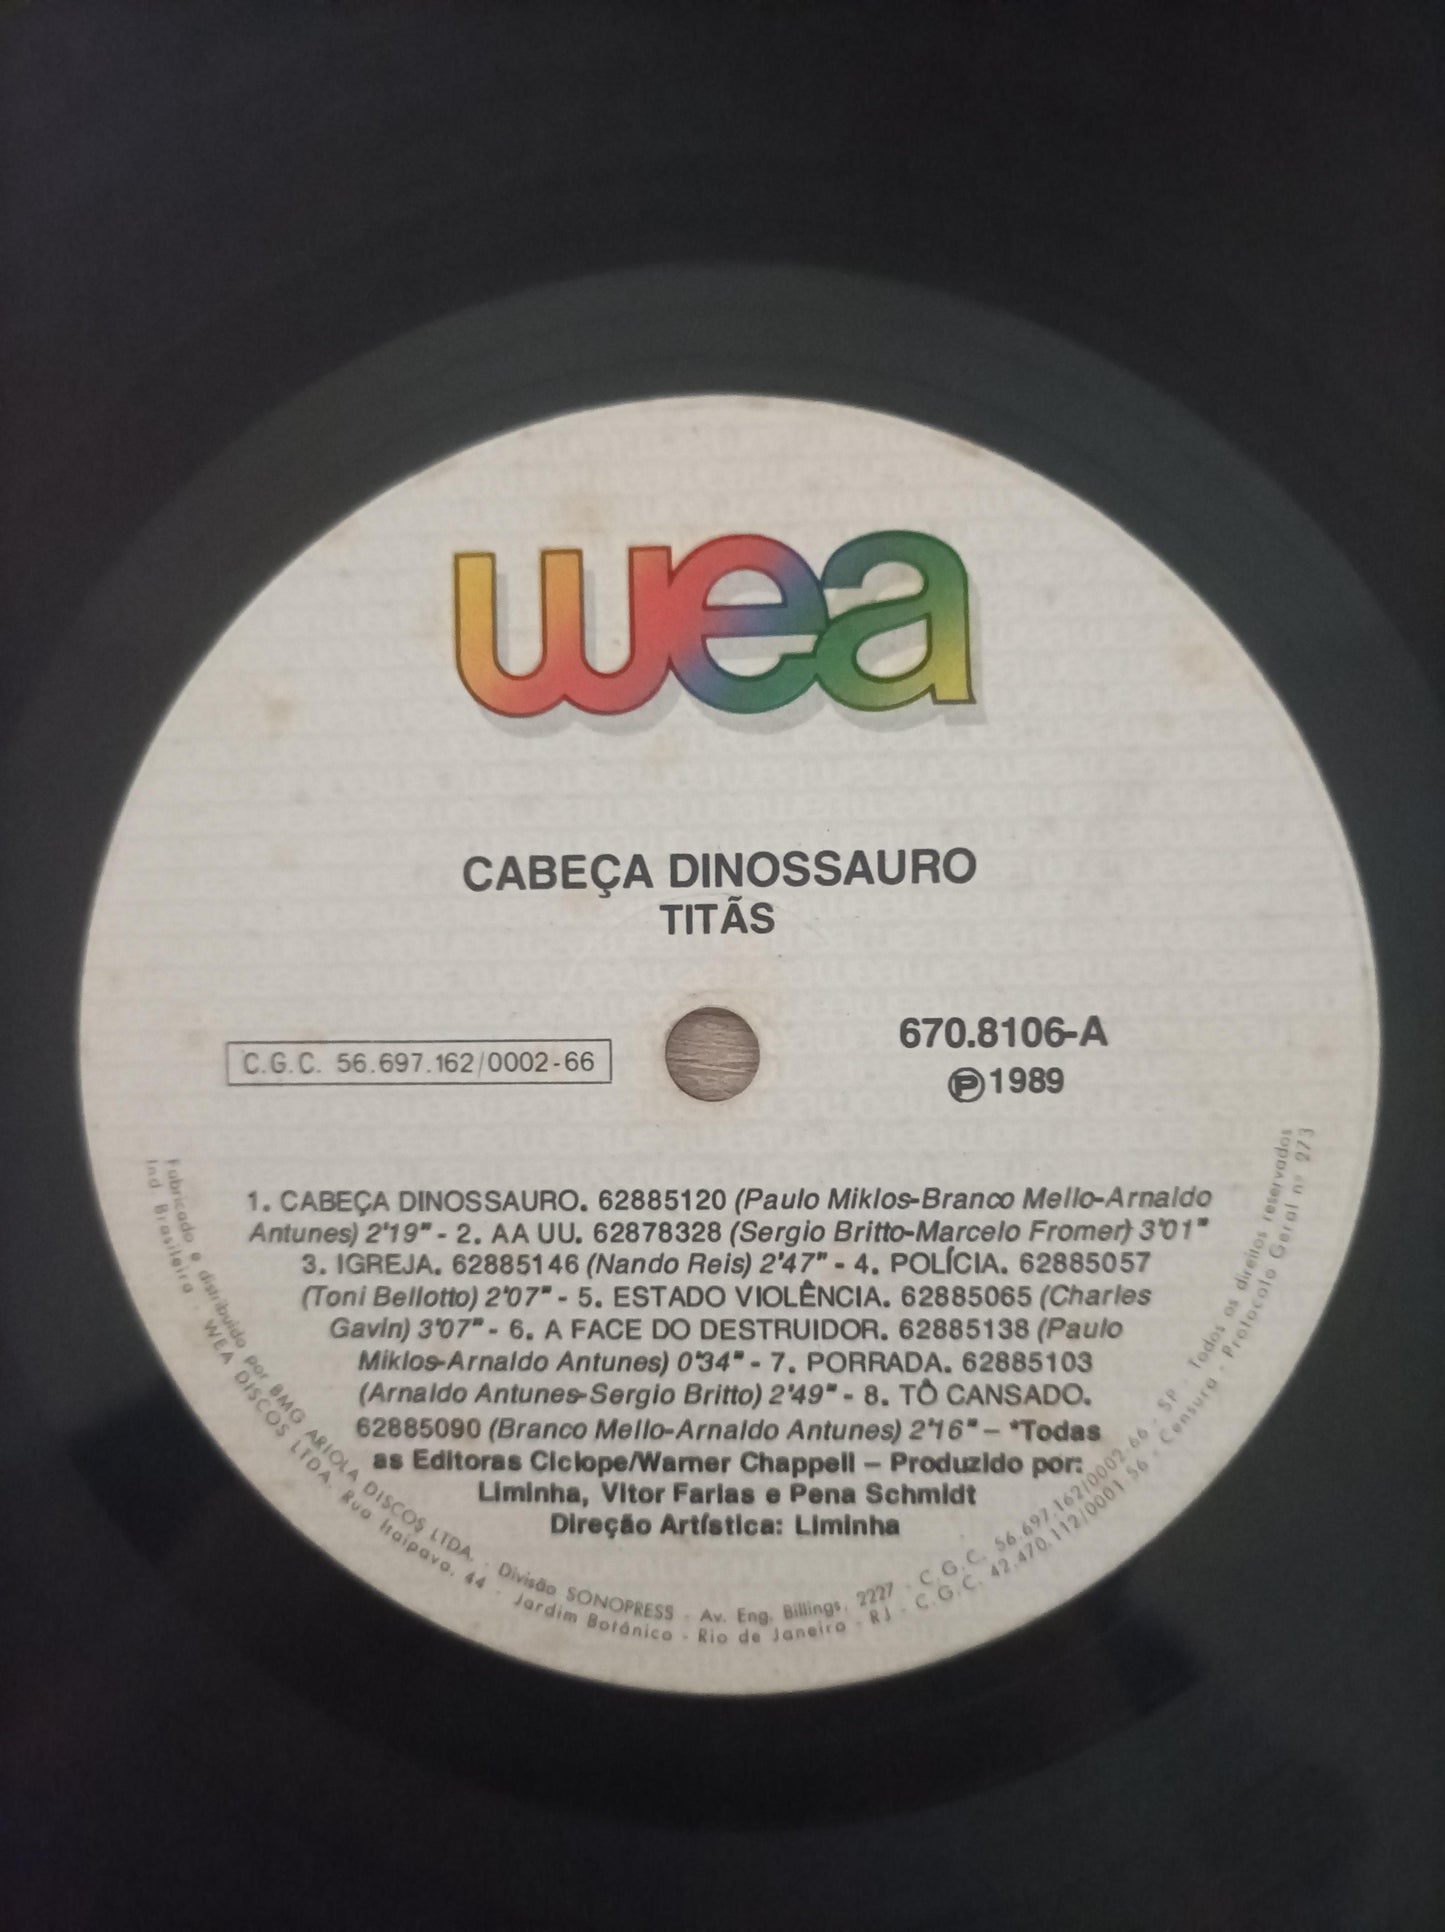 wea
CABEÇA DINOSSAURO
TITÃS
C.G.C. 56.697.162/0002-66
670.8106-A
Ⓟ 1989
1. CABEÇA DINOSSAURO. 62885120 (Paulo Miklos-Branco Mello-Arnaldo
Antunes) 2'19" - 2. AA UU. 62878328 (Sergio Britto-Marcelo Fromer) 3'01"
3. IGREJA. 62885146 (Nando Reis) 2'47" - 4. POLÍCIA. 62885057
(Toni Bellotto) 2'07" - 5. ESTADO VIOLÊNCIA. 62885065 (Charles
Gavin) 3'07" - 6. A FACE DO DESTRUIDOR. 62885138 (Paulo
Miklos-Arnaldo Antunes) 0'34" - 7. PORRADA. 62885103
(Arnaldo Antunes-Sergio Britto) 2'49" - 8. TÔ CANSADO.
62885090 (Branco Mello-Arnaldo Antunes) 2'16" – *Todas
as Editoras Ciclope/Warner Chappell – Produzido por:
Liminha, Vitor Farias e Pena Schmidt
Direção Artística: Liminha
Fabricado e distribuido por BMG ARIOLA DISCOS LTDA. - Divisão SONOPRESS - Av. Eng. Billings, 2227 - C.G.C. 56.697.162/0002-66 - SP - Todos os direitos reservados
Ind. Brasileira - WEA DISCOS LTDA. Rua Itaipava, 44 - Jardim Botânico - Rio de Janeiro - RJ - C.G.C. 42.470.112/0001-56 - Censura - Protocolo Geral nº 273